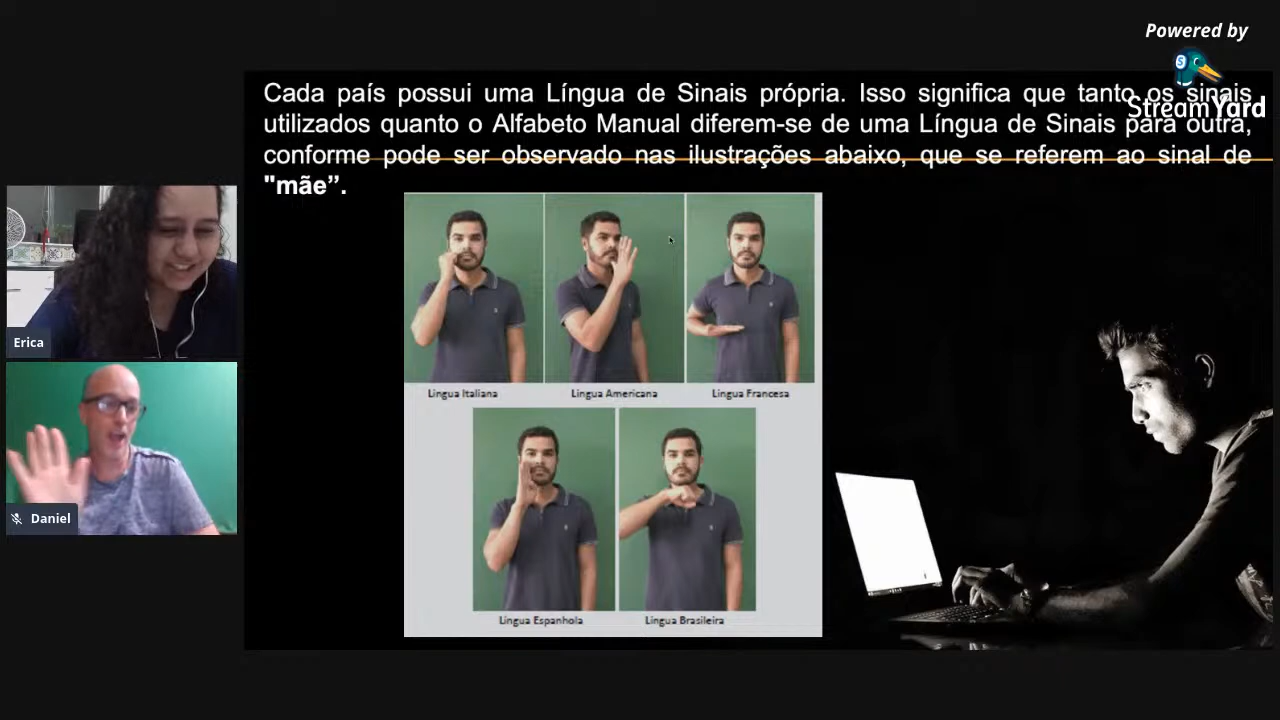 Powered by
StreamYard
Cada país possui uma Língua de Sinais própria. Isso significa que tanto os sinais
utilizados quanto o Alfabeto Manual diferem-se de uma Língua de Sinais para outra,
conforme pode ser observado nas ilustrações abaixo, que se referem ao sinal de
"mãe”.
Lingua Italiana
Lingua Americana
Lingua Francesa
Lingua Espanhola
Lingua Brasileira
Erica
Daniel